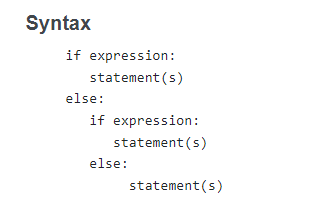 Syntax
if expression:
statement(s)
else:
if expression:
statement(s)
else:
statement(s)